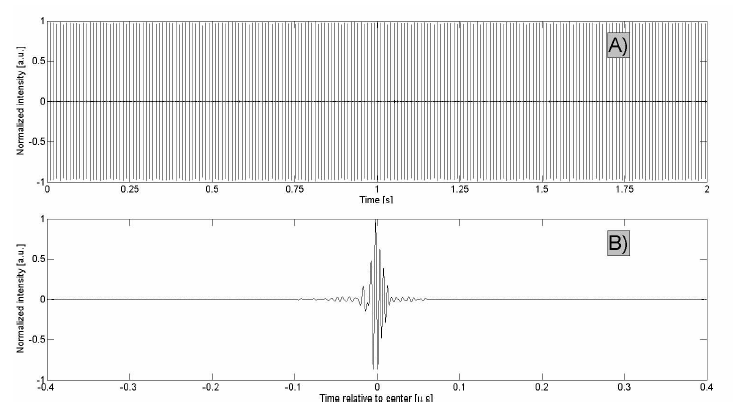 Normalized intensity [a.u.]
1
0.5
0
-0.5
-1
A)
0 0.25 0.5 0.75 1 1.25 1.5 1.75 2
Time [s]
Normalized intensity [a.u.]
1
0.5
0
-0.5
-1
B)
-0.4 -0.3 -0.2 -0.1 0 0.1 0.2 0.3 0.4
Time relative to center [μ s]